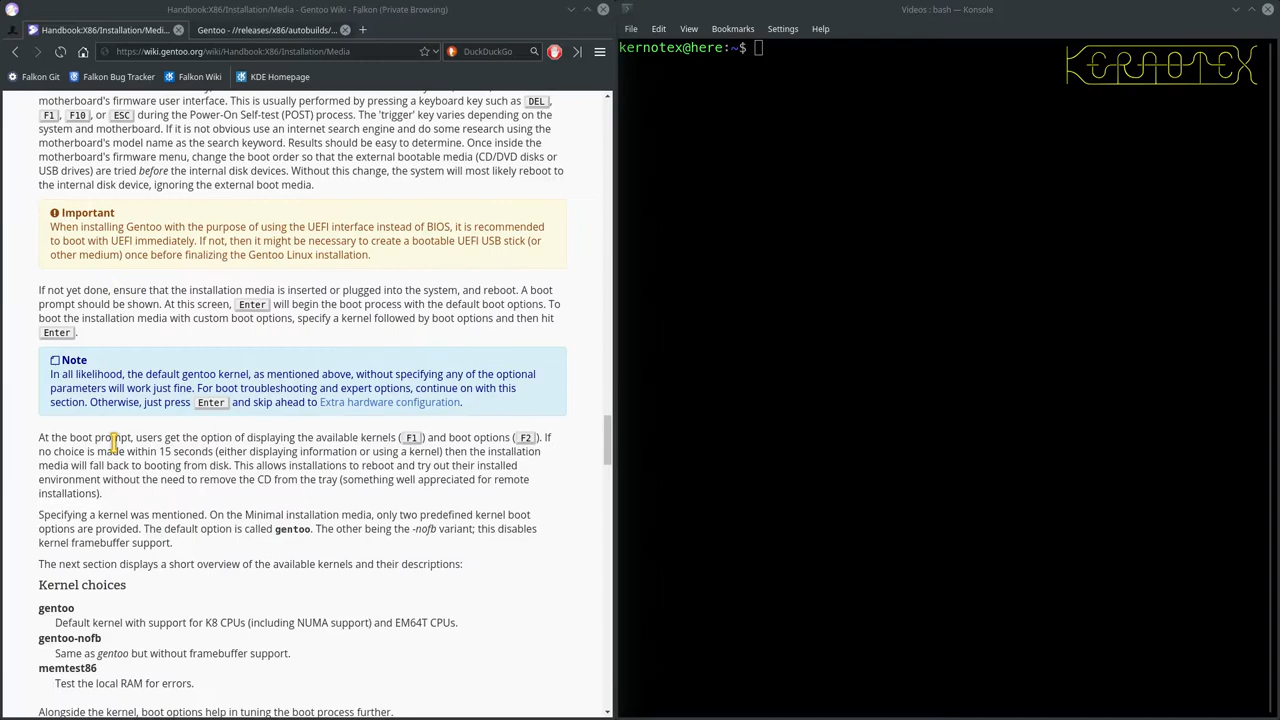 Handbook:X86/Installation/Media - Gentoo Wiki - Falkon (Private Browsing)
Videos : bash — Konsole
Handbook:X86/Installation/Medi...
Gentoo - //releases/x86/autobuilds/...
File Edit View Bookmarks Settings Help
https://wiki.gentoo.org/wiki/Handbook:X86/Installation/Media
DuckDuckGo
kernotex@here:~$
KERNOTEX
Falkon Git Falkon Bug Tracker Falkon Wiki KDE Homepage
motherboard's firmware user interface. This is usually performed by pressing a keyboard key such as DEL,
F1, F10, or ESC during the Power-On Self-test (POST) process. The 'trigger' key varies depending on the
system and motherboard. If it is not obvious use an internet search engine and do some research using the
motherboard's model name as the search keyword. Results should be easy to determine. Once inside the
motherboard's firmware menu, change the boot order so that the external bootable media (CD/DVD disks or
USB drives) are tried before the internal disk devices. Without this change, the system will most likely reboot to
the internal disk device, ignoring the external boot media.
Important
When installing Gentoo with the purpose of using the UEFI interface instead of BIOS, it is recommended
to boot with UEFI immediately. If not, then it might be necessary to create a bootable UEFI USB stick (or
other medium) once before finalizing the Gentoo Linux installation.
If not yet done, ensure that the installation media is inserted or plugged into the system, and reboot. A boot
prompt should be shown. At this screen, Enter will begin the boot process with the default boot options. To
boot the installation media with custom boot options, specify a kernel followed by boot options and then hit
Enter.
Note
In all likelihood, the default gentoo kernel, as mentioned above, without specifying any of the optional
parameters will work just fine. For boot troubleshooting and expert options, continue on with this
section. Otherwise, just press Enter and skip ahead to Extra hardware configuration.
At the boot prompt, users get the option of displaying the available kernels (F1) and boot options (F2). If
no choice is made within 15 seconds (either displaying information or using a kernel) then the installation
media will fall back to booting from disk. This allows installations to reboot and try out their installed
environment without the need to remove the CD from the tray (something well appreciated for remote
installations).
Specifying a kernel was mentioned. On the Minimal installation media, only two predefined kernel boot
options are provided. The default option is called gentoo. The other being the -nofb variant; this disables
kernel framebuffer support.
The next section displays a short overview of the available kernels and their descriptions:
Kernel choices
gentoo
Default kernel with support for K8 CPUs (including NUMA support) and EM64T CPUs.
gentoo-nofb
Same as gentoo but without framebuffer support.
memtest86
Test the local RAM for errors.
Alongside the kernel, boot options help in tuning the boot process further.